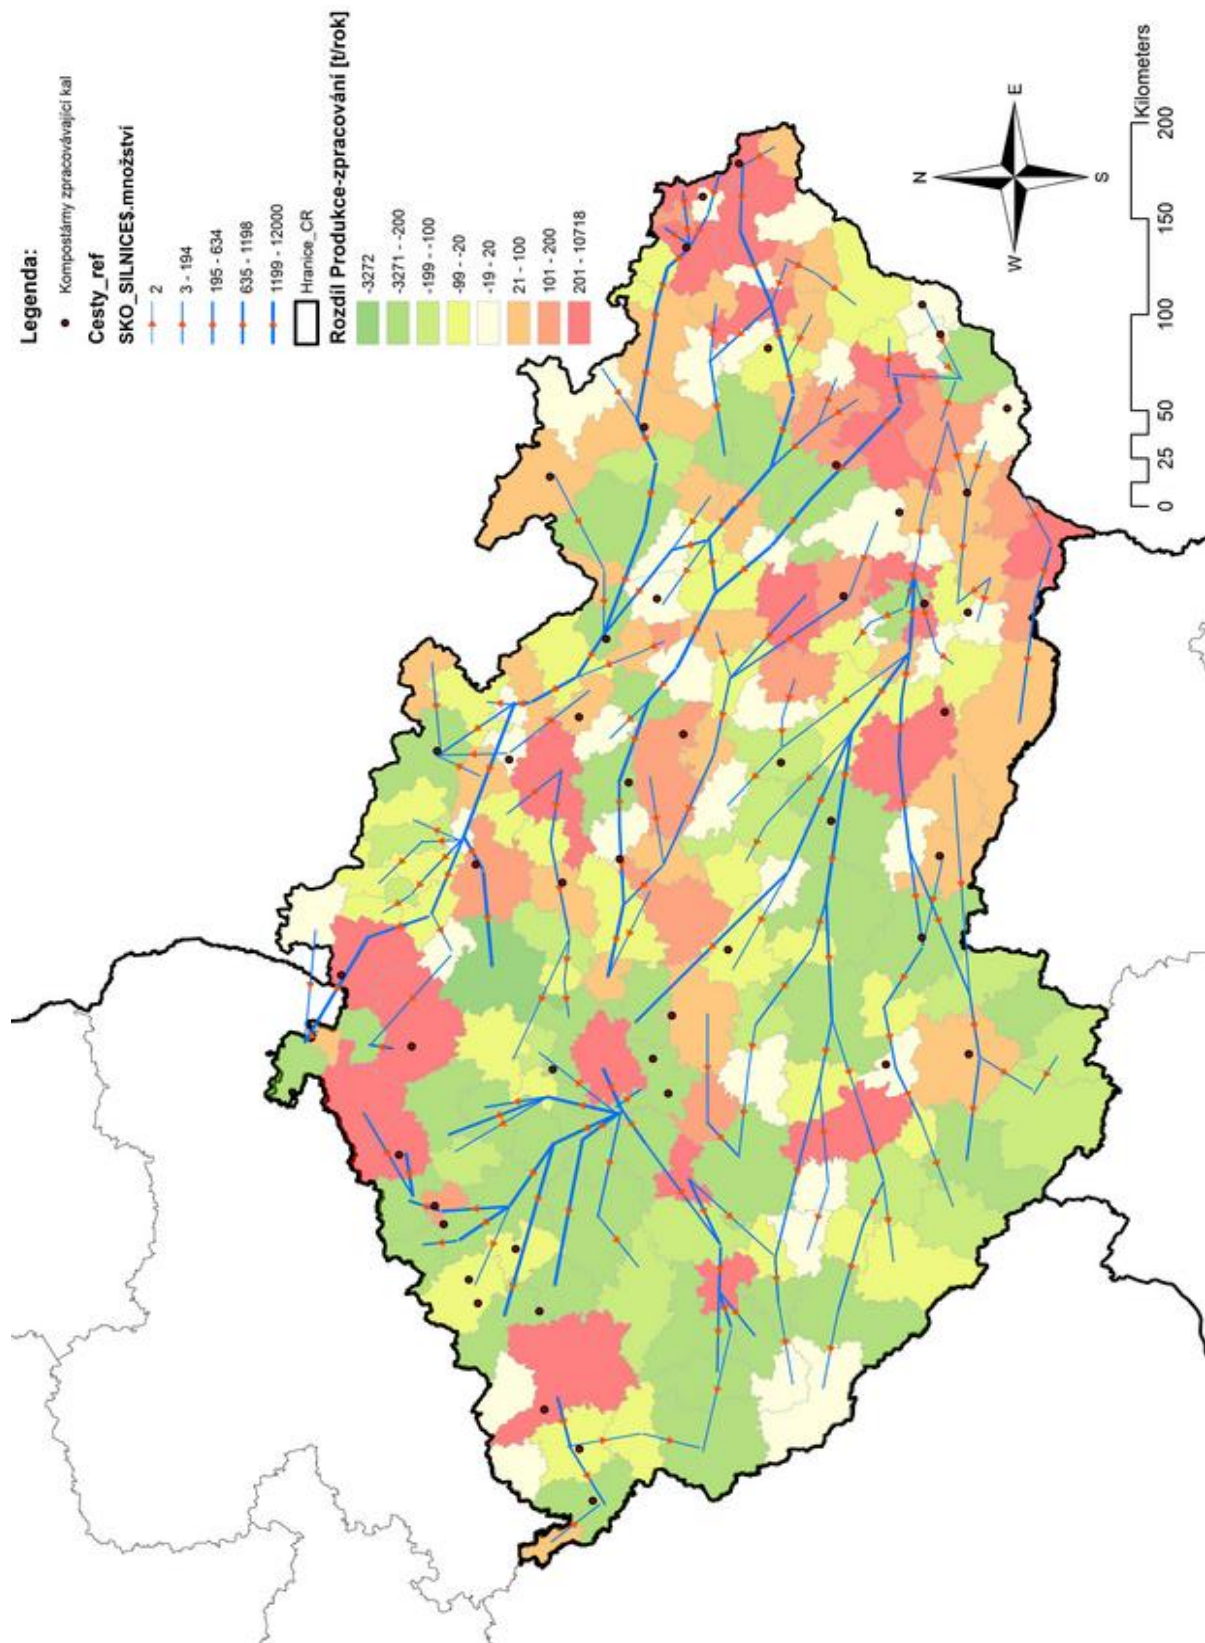 Legenda:
Kompostárny zpracovávající kal
Cesty_ref
SKO_SILNICE$.množství
2
3 - 194
195 - 634
635 - 1198
1199 - 12000
Hranice_CR
Rozdíl Produkce-zpracování [t/rok]
-3272
-3271 - -200
-199 - -100
-99 - -20
-19 - 20
21 - 100
101 - 200
201 - 10718
N
W
E
S
0
25
50
100
150
200
Kilometers